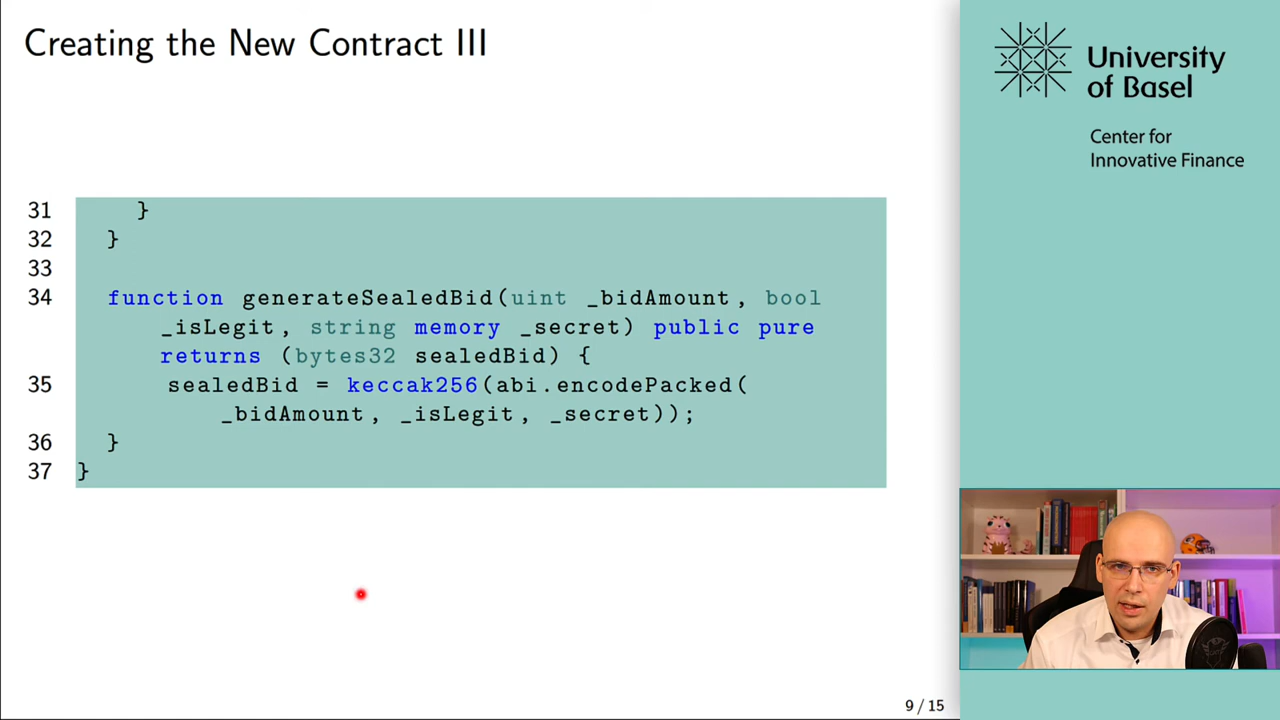 Creating the New Contract III
University
of Basel
Center for
Innovative Finance
31 }
32 }
33
34 function generateSealedBid(uint _bidAmount, bool
_isLegit, string memory _secret) public pure
returns (bytes32 sealedBid) {
35 sealedBid = keccak256(abi.encodePacked(
_bidAmount, _isLegit, _secret));
36 }
37 }
9 / 15